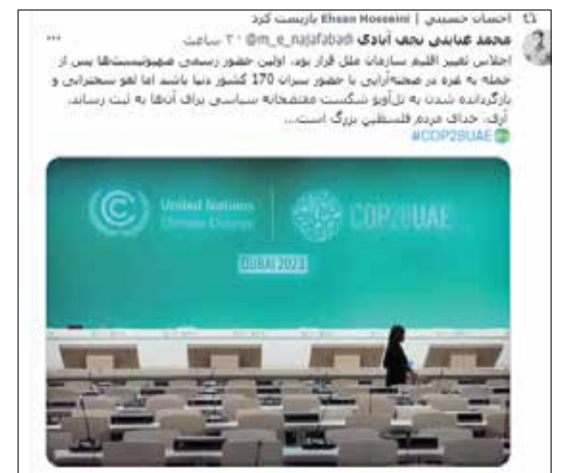 احسان حسینی | Ehsan Hosseini بازپست کرد
محمد عنایتی نجف آبادی @m_e_najafabadi · ۲۰ ساعت
اجلاس تغییر اقلیم سازمان ملل قرار بود، اولین حضور رسمی صهیونیست‌ها پس از
حمله به غزه در صحنه‌آرایی با حضور سران 170 کشور دنیا باشد اما لغو سخنرانی و
بازگردانده شدن به تل‌آویو شکست مفتضحانه سیاسی برای آن‌ها به ثبت رساند.
آری، خدای مردم فلسطین بزرگ است...
#COP28UAE
United Nations
Climate Change
COP28UAE
DUBAI 2023